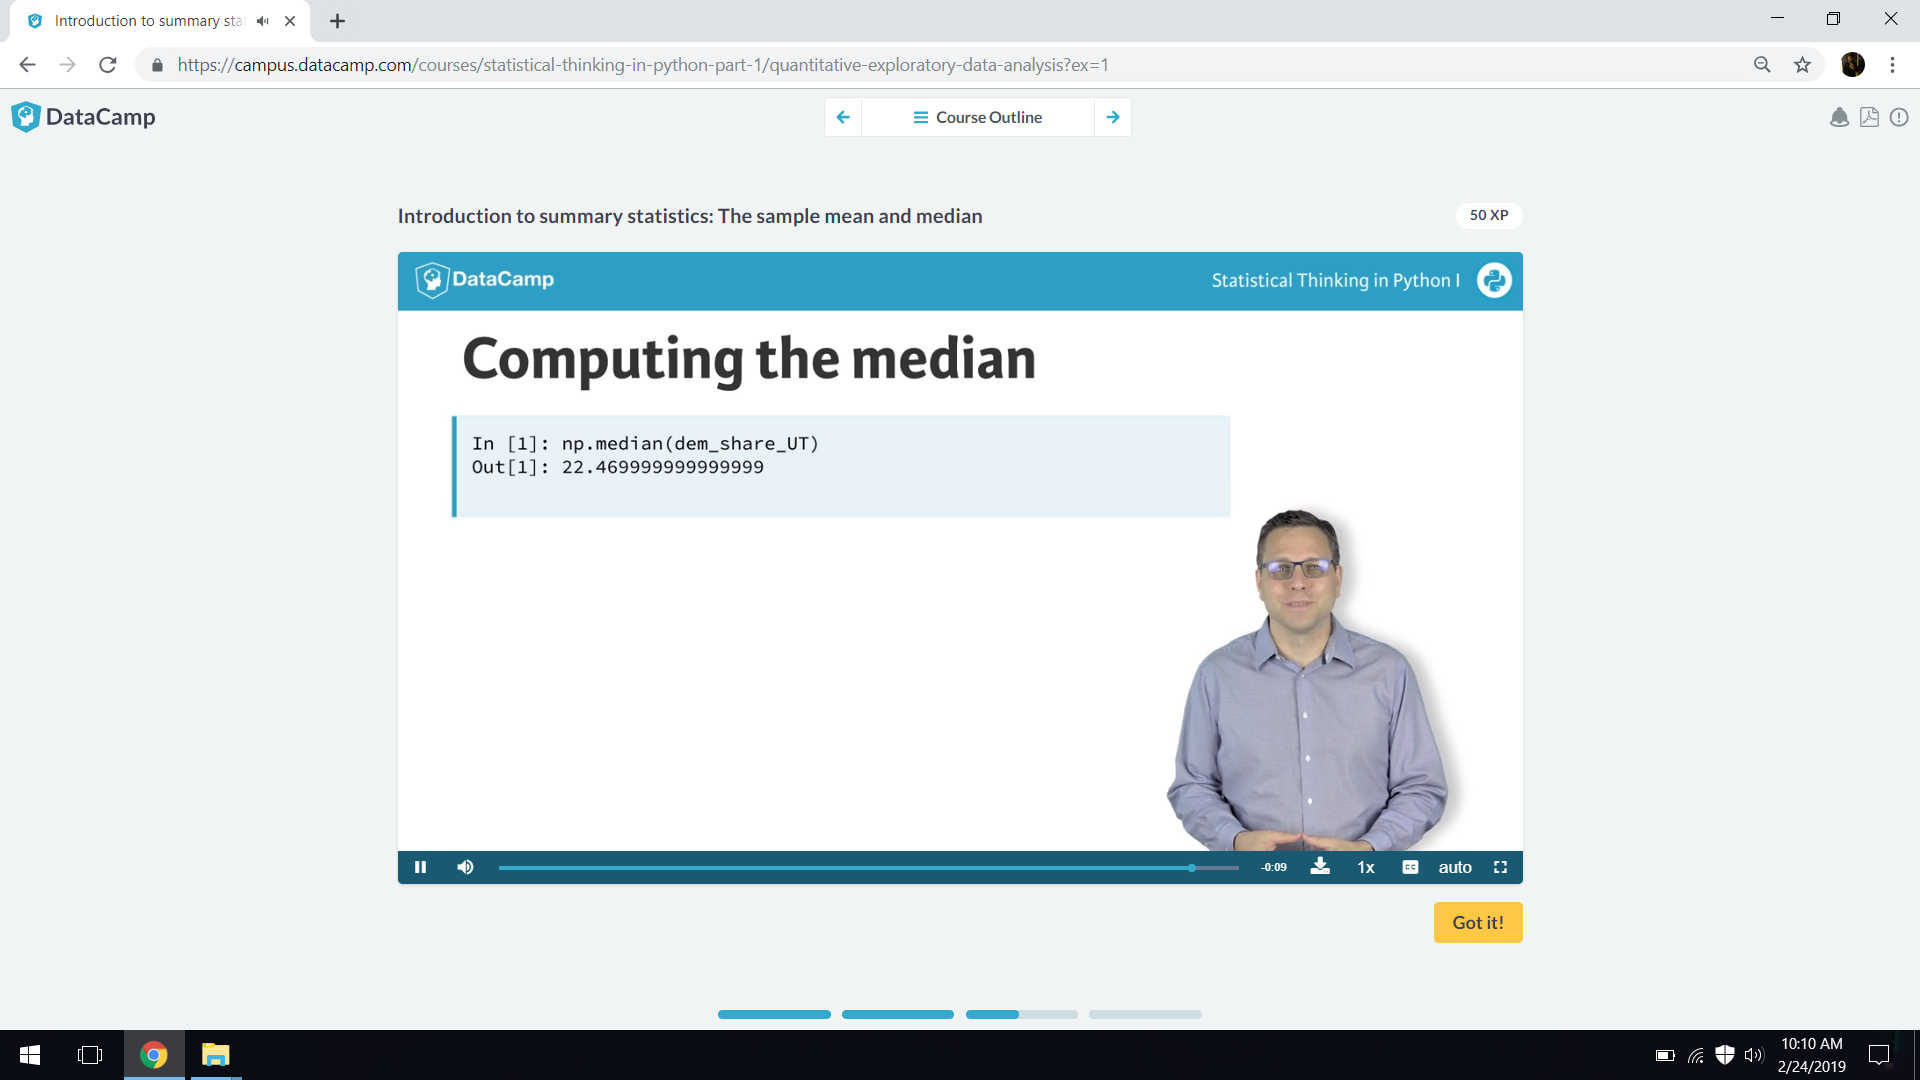 Introduction to summary sta
https://campus.datacamp.com/courses/statistical-thinking-in-python-part-1/quantitative-exploratory-data-analysis?ex=1
DataCamp
Course Outline
Introduction to summary statistics: The sample mean and median
50 XP
DataCamp
Statistical Thinking in Python I
Computing the median
In [1]: np.median(dem_share_UT)
Out[1]: 22.469999999999999
-0:09
1x
CC
auto
Got it!
10:10 AM
2/24/2019